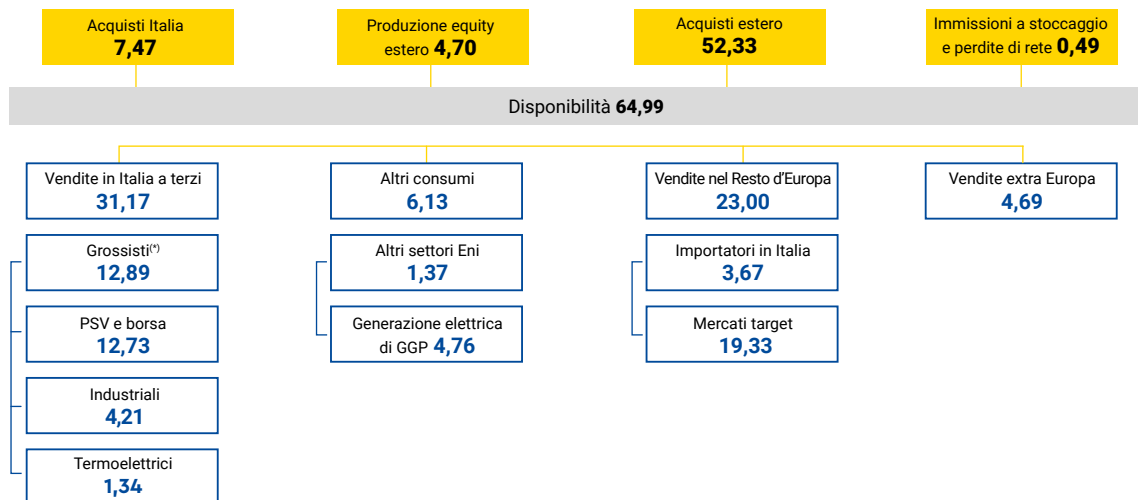 Acquisti Italia
7,47
Produzione equity
estero 4,70
Acquisti estero
52,33
Immissioni a stoccaggio
e perdite di rete 0,49
Disponibilità 64,99
Vendite in Italia a terzi
31,17
Altri consumi
6,13
Vendite nel Resto d'Europa
23,00
Vendite extra Europa
4,69
Grossisti(*)
12,89
Altri settori Eni
1,37
Importatori in Italia
3,67
PSV e borsa
12,73
Generazione elettrica
di GGP 4,76
Mercati target
19,33
Industriali
4,21
Termoelettrici
1,34